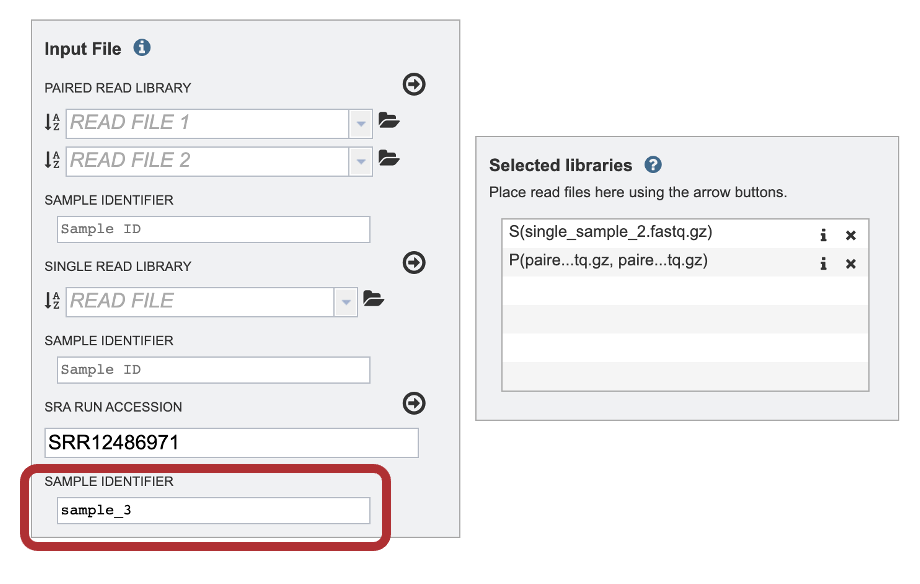 Input File
PAIRED READ LIBRARY
READ FILE 1
READ FILE 2
SAMPLE IDENTIFIER
Sample ID
SINGLE READ LIBRARY
READ FILE
SAMPLE IDENTIFIER
Sample ID
SRA RUN ACCESSION
SRR12486971
SAMPLE IDENTIFIER
sample_3
Selected libraries
Place read files here using the arrow buttons.
S(single_sample_2.fastq.gz)
P(paire...tq.gz, paire...tq.gz)